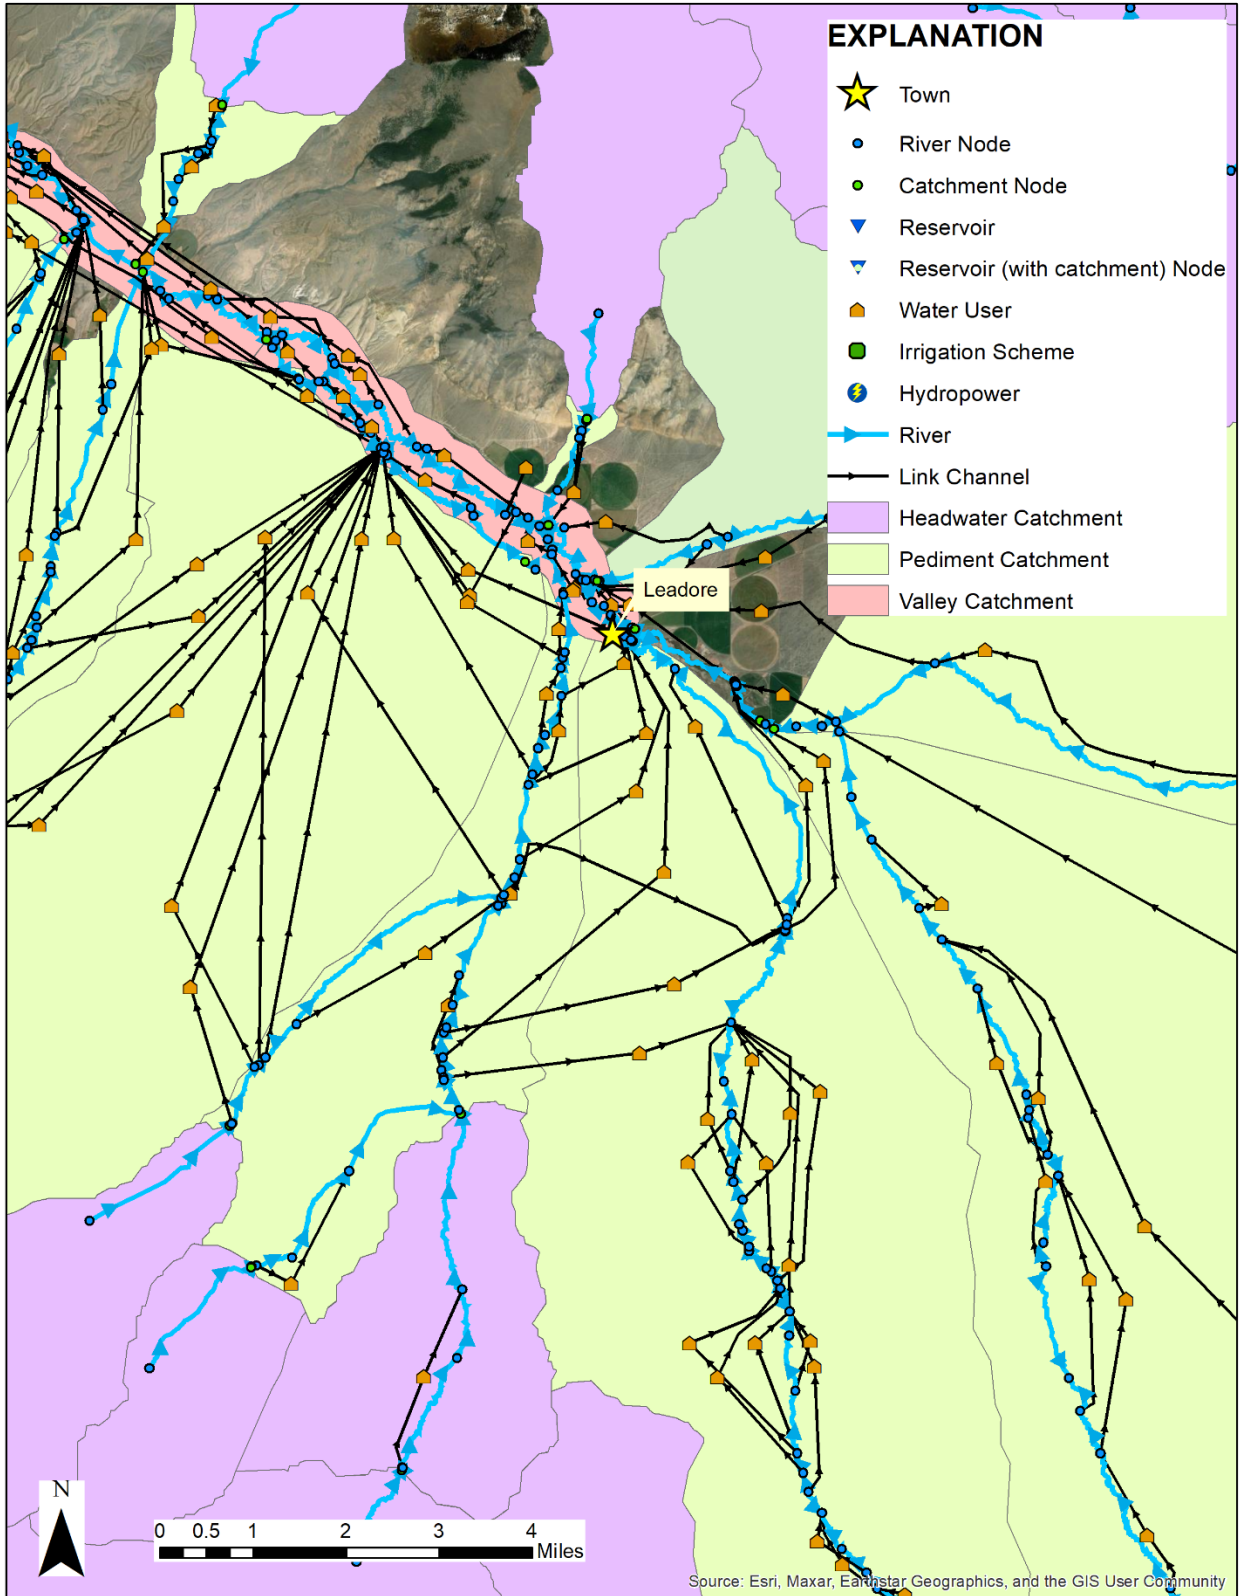 EXPLANATION
Town
River Node
Catchment Node
Reservoir
Reservoir (with catchment) Node
Water User
Irrigation Scheme
Hydropower
River
Link Channel
Headwater Catchment
Pediment Catchment
Valley Catchment
Leadore
N
0 0.5 1 2 3 4
Miles
Source: Esri, Maxar, Earthstar Geographics, and the GIS User Community